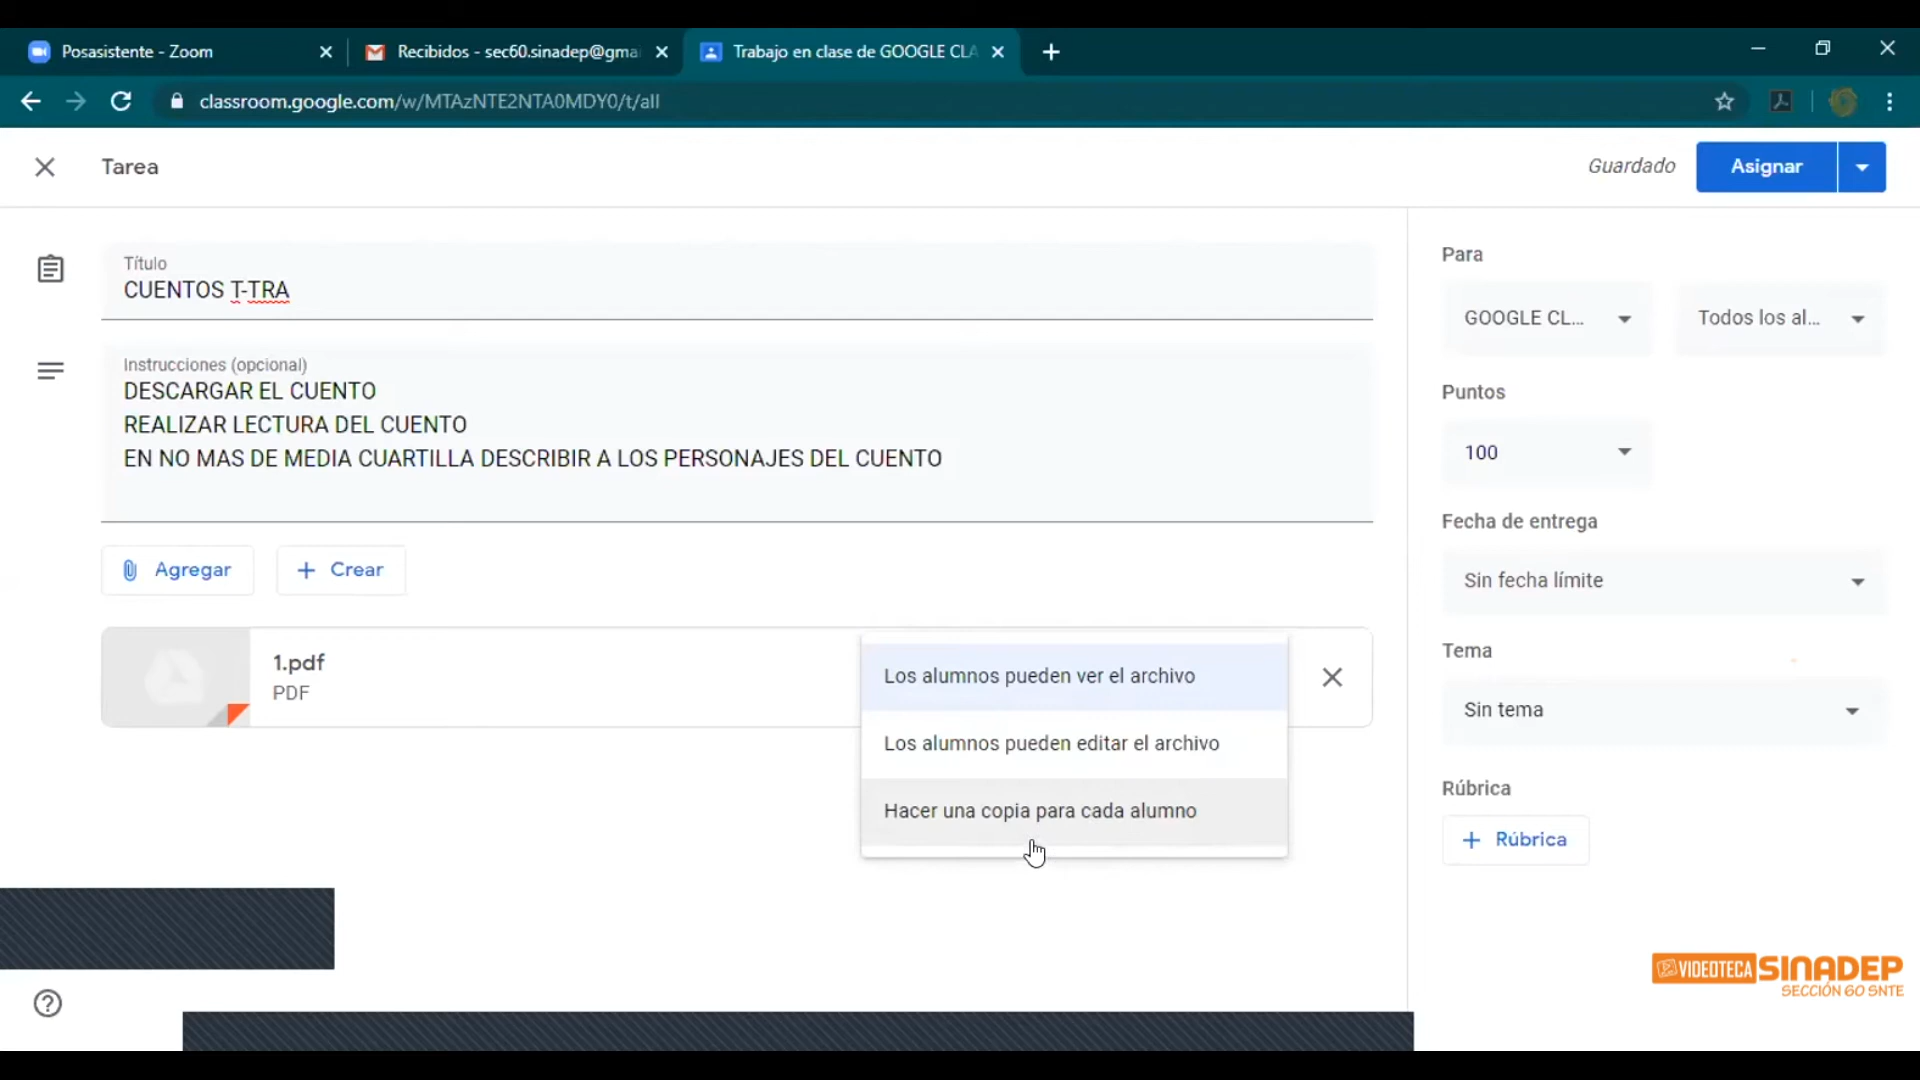 Posasistente - Zoom
Recibidos - sec60.sinadep@gma
Trabajo en clase de GOOGLE CLA
classroom.google.com/w/MTAzNTE2NTA0MDY0/t/all
Tarea
Guardado
Asignar
Título
CUENTOS T-TRA
Instrucciones (opcional)
DESCARGAR EL CUENTO
REALIZAR LECTURA DEL CUENTO
EN NO MAS DE MEDIA CUARTILLA DESCRIBIR A LOS PERSONAJES DEL CUENTO
Agregar
Crear
1.pdf
PDF
Los alumnos pueden ver el archivo
Los alumnos pueden editar el archivo
Hacer una copia para cada alumno
Para
GOOGLE CL...
Todos los al...
Puntos
100
Fecha de entrega
Sin fecha límite
Tema
Sin tema
Rúbrica
Rúbrica
VIDEOTECA SINADEP
SECCIÓN 60 SNTE